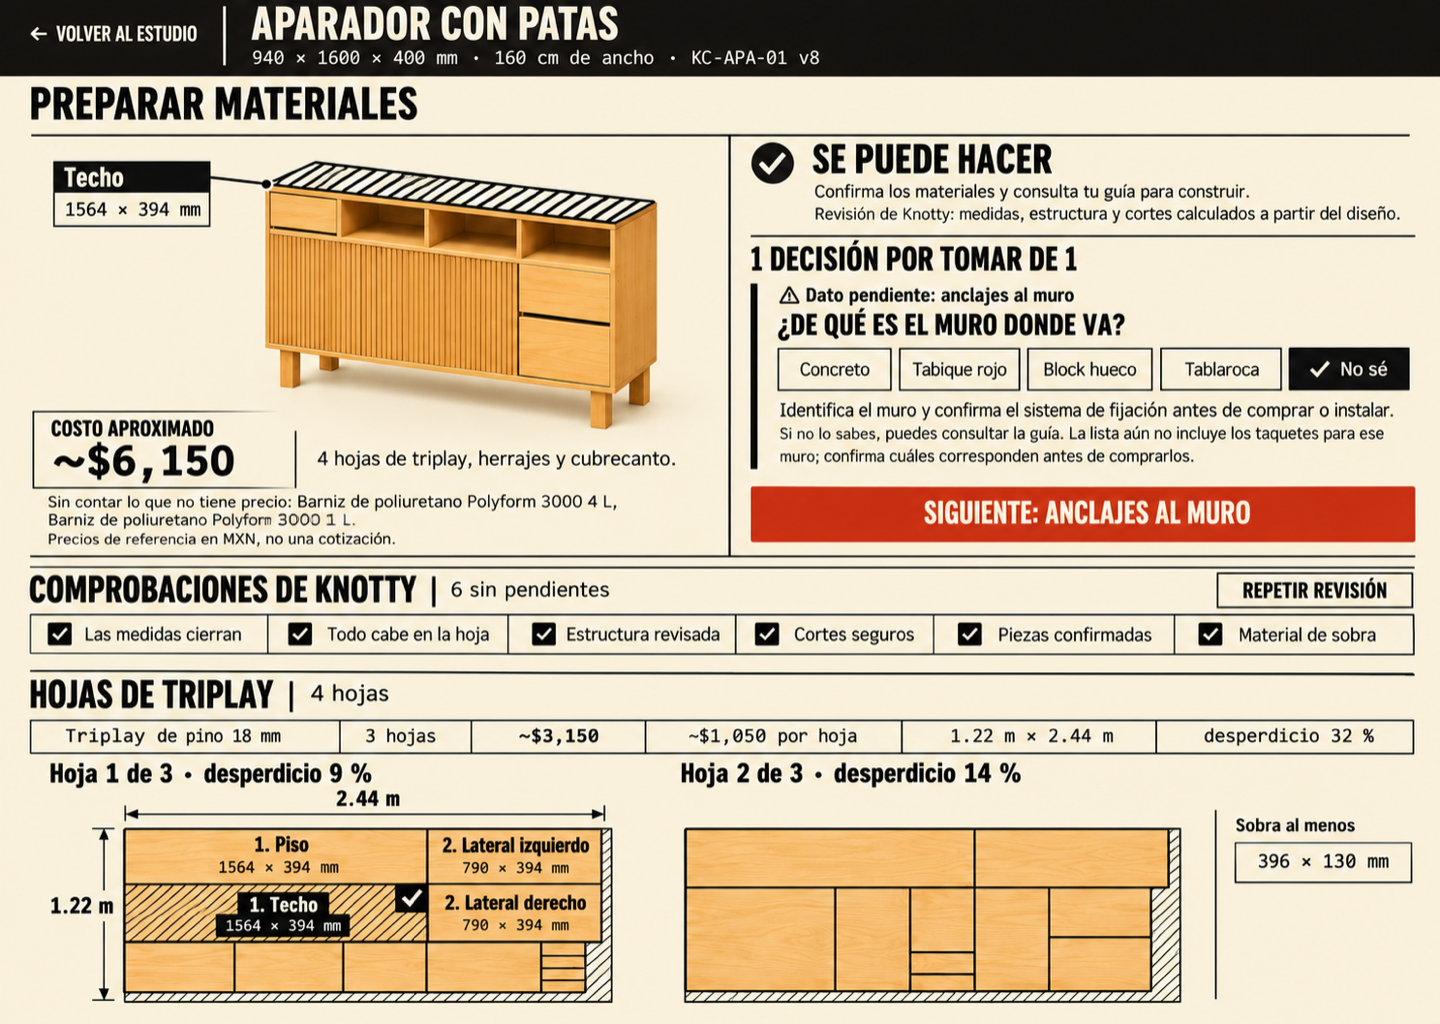 ← VOLVER AL ESTUDIO
APARADOR CON PATAS
940 × 1600 × 400 mm · 160 cm de ancho · KC-APA-01 v8
PREPARAR MATERIALES
Techo
1564 × 394 mm
COSTO APROXIMADO
~$6,150
4 hojas de triplay, herrajes y cubrecanto.
Sin contar lo que no tiene precio: Barniz de poliuretano Polyform 3000 4 L,
Barniz de poliuretano Polyform 3000 1 L.
Precios de referencia en MXN, no una cotización.
SE PUEDE HACER
Confirma los materiales y consulta tu guía para construir.
Revisión de Knotty: medidas, estructura y cortes calculados a partir del diseño.
1 DECISIÓN POR TOMAR DE 1
Dato pendiente: anclajes al muro
¿DE QUÉ ES EL MURO DONDE VA?
Concreto
Tabique rojo
Block hueco
Tablaroca
No sé
Identifica el muro y confirma el sistema de fijación antes de comprar o instalar.
Si no lo sabes, puedes consultar la guía. La lista aún no incluye los taquetes para ese
muro; confirma cuáles corresponden antes de comprarlos.
SIGUIENTE: ANCLAJES AL MURO
COMPROBACIONES DE KNOTTY | 6 sin pendientes
REPETIR REVISIÓN
Las medidas cierran
Todo cabe en la hoja
Estructura revisada
Cortes seguros
Piezas confirmadas
Material de sobra
HOJAS DE TRIPLAY | 4 hojas
Triplay de pino 18 mm
3 hojas
~$3,150
~$1,050 por hoja
1.22 m × 2.44 m
desperdicio 32 %
Hoja 1 de 3 · desperdicio 9 %
2.44 m
1.22 m
1. Piso
1564 × 394 mm
2. Lateral izquierdo
790 × 394 mm
1. Techo
1564 × 394 mm
2. Lateral derecho
790 × 394 mm
Hoja 2 de 3 · desperdicio 14 %
Sobra al menos
396 × 130 mm